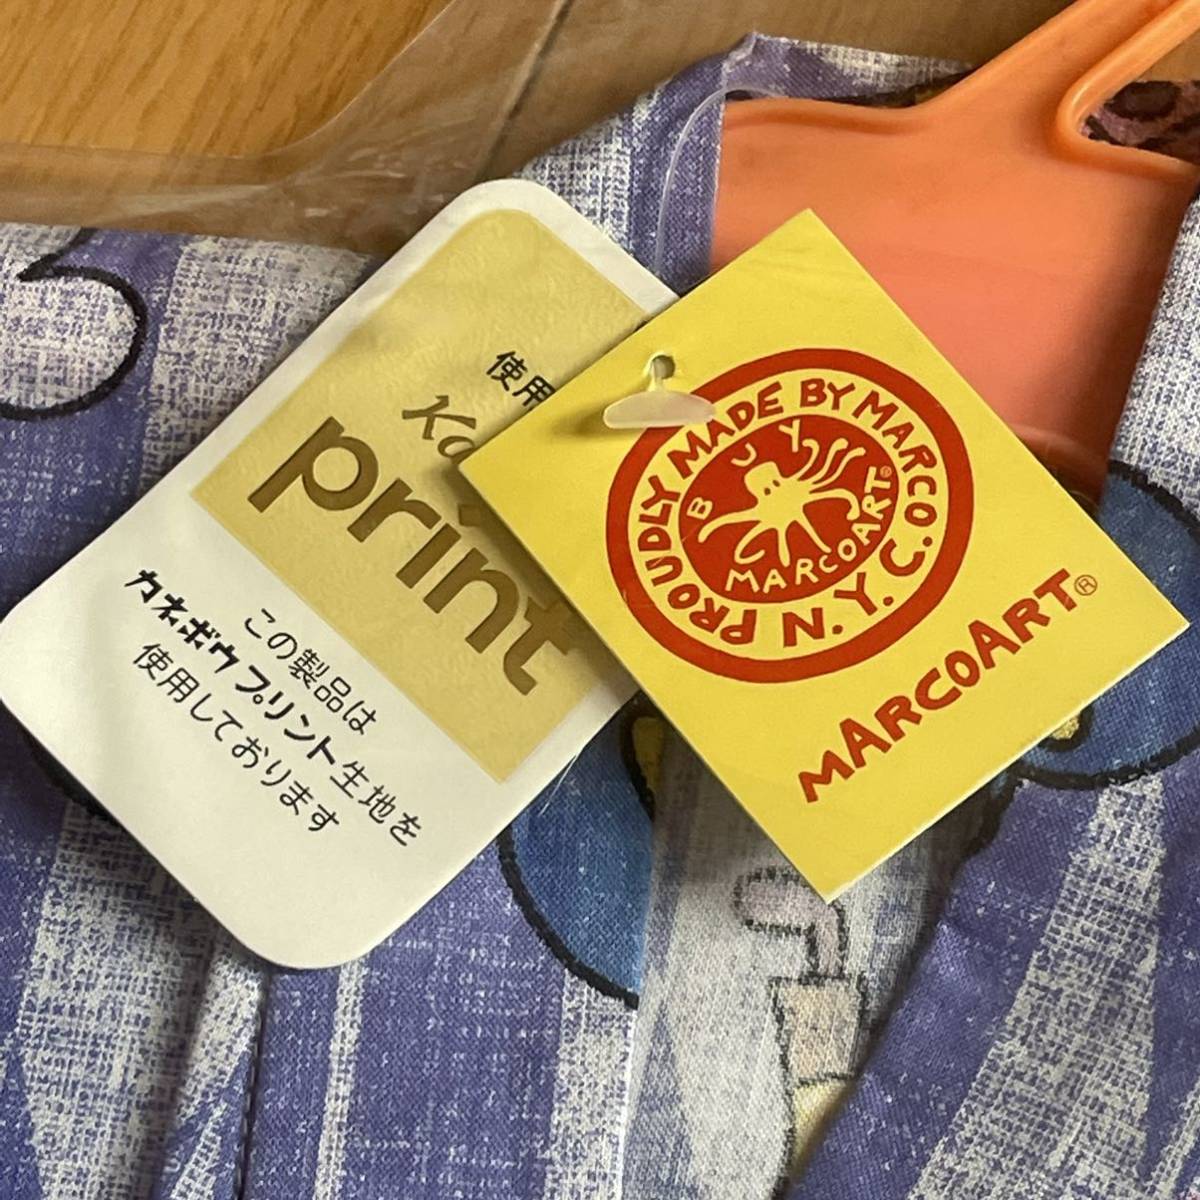 使用
print
この製品は
カネボウプリント生地を
使用しております
PROUDLY MADE BY MARCO. N.Y.C.
BUY
MARCOART®
MARCOART®